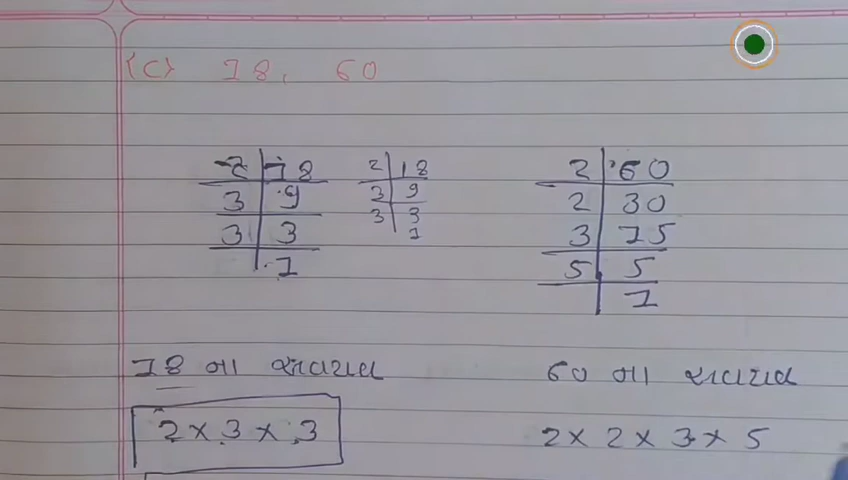 (C) 18, 60
2 | 18
3 | 9
3 | 3
1
2 | 18
3 | 9
3 | 3
1
2 | 60
2 | 30
3 | 15
5 | 5
1
18 ના અવયવ
2 × 3 × 3
60 ના અવયવ
2 × 2 × 3 × 5